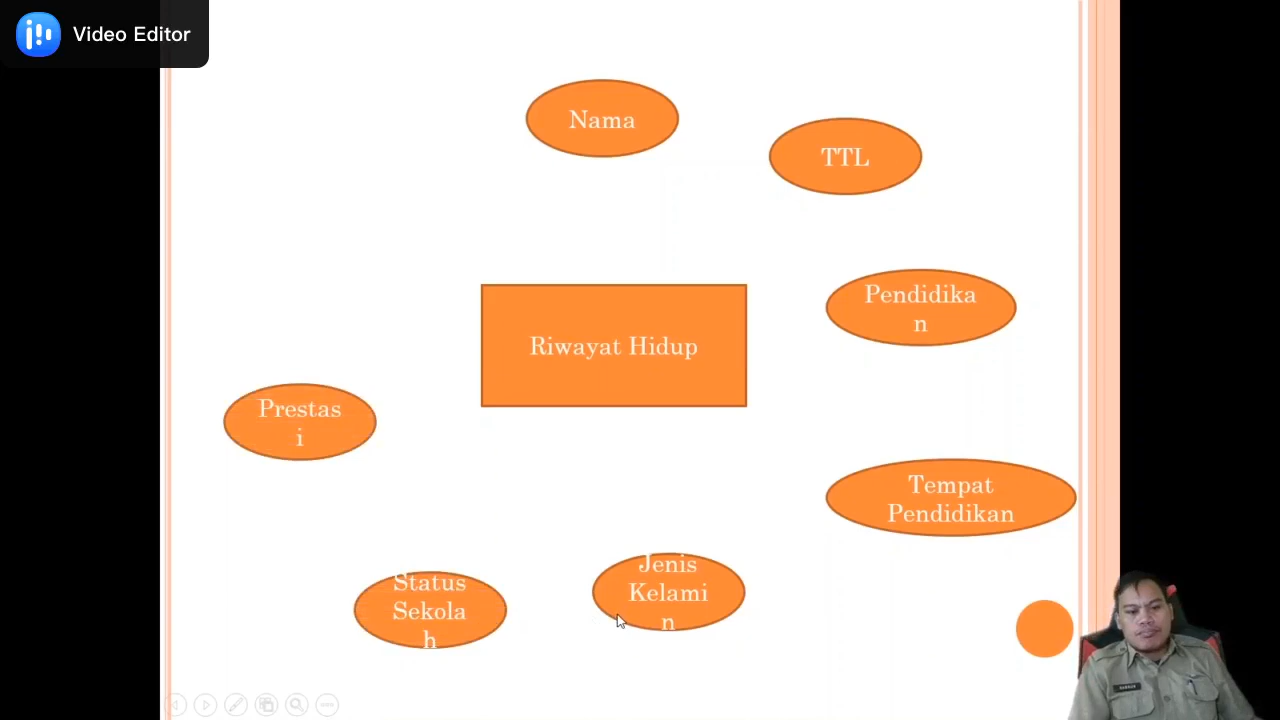 Video Editor
Nama
TTL
Pendidika
n
Riwayat Hidup
Prestas
i
Tempat
Pendidikan
Jenis
Kelami
n
Status
Sekola
h